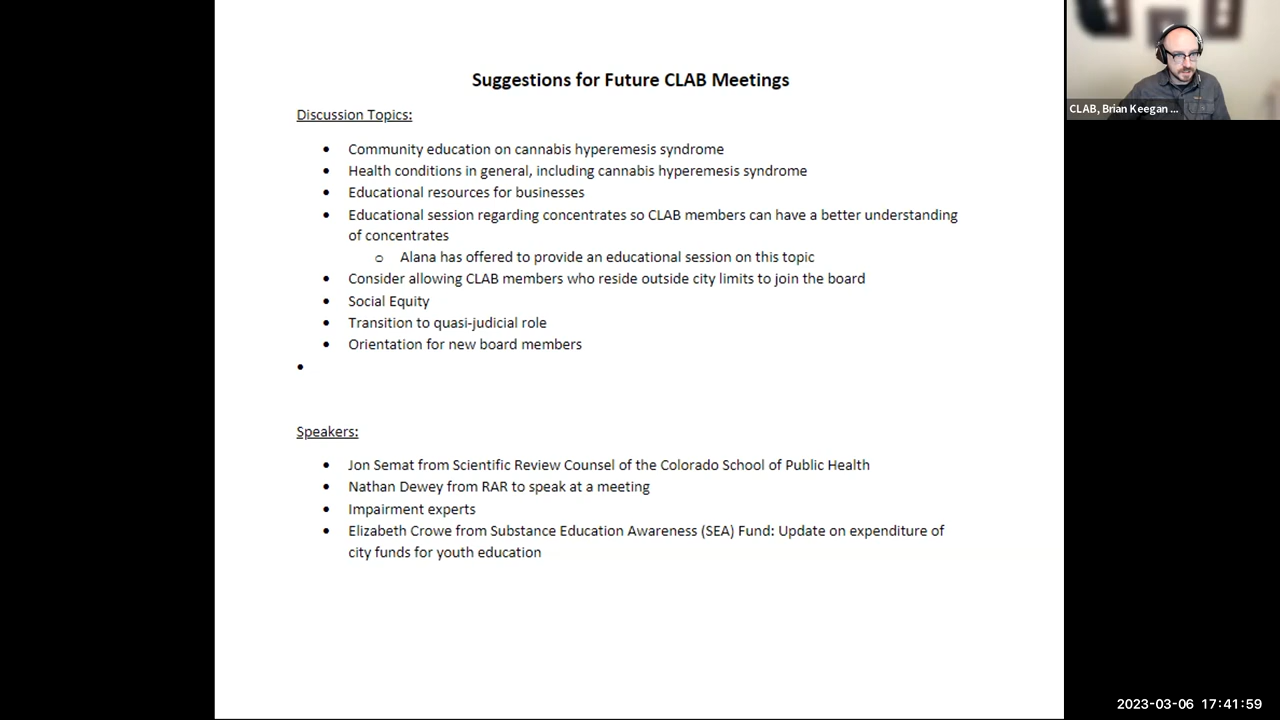 Suggestions for Future CLAB Meetings
Discussion Topics:
• Community education on cannabis hyperemesis syndrome
• Health conditions in general, including cannabis hyperemesis syndrome
• Educational resources for businesses
• Educational session regarding concentrates so CLAB members can have a better understanding
of concentrates
o Alana has offered to provide an educational session on this topic
• Consider allowing CLAB members who reside outside city limits to join the board
• Social Equity
• Transition to quasi-judicial role
• Orientation for new board members
•
Speakers:
• Jon Semat from Scientific Review Counsel of the Colorado School of Public Health
• Nathan Dewey from RAR to speak at a meeting
• Impairment experts
• Elizabeth Crowe from Substance Education Awareness (SEA) Fund: Update on expenditure of
city funds for youth education
CLAB, Brian Keegan ...
2023-03-06 17:41:59